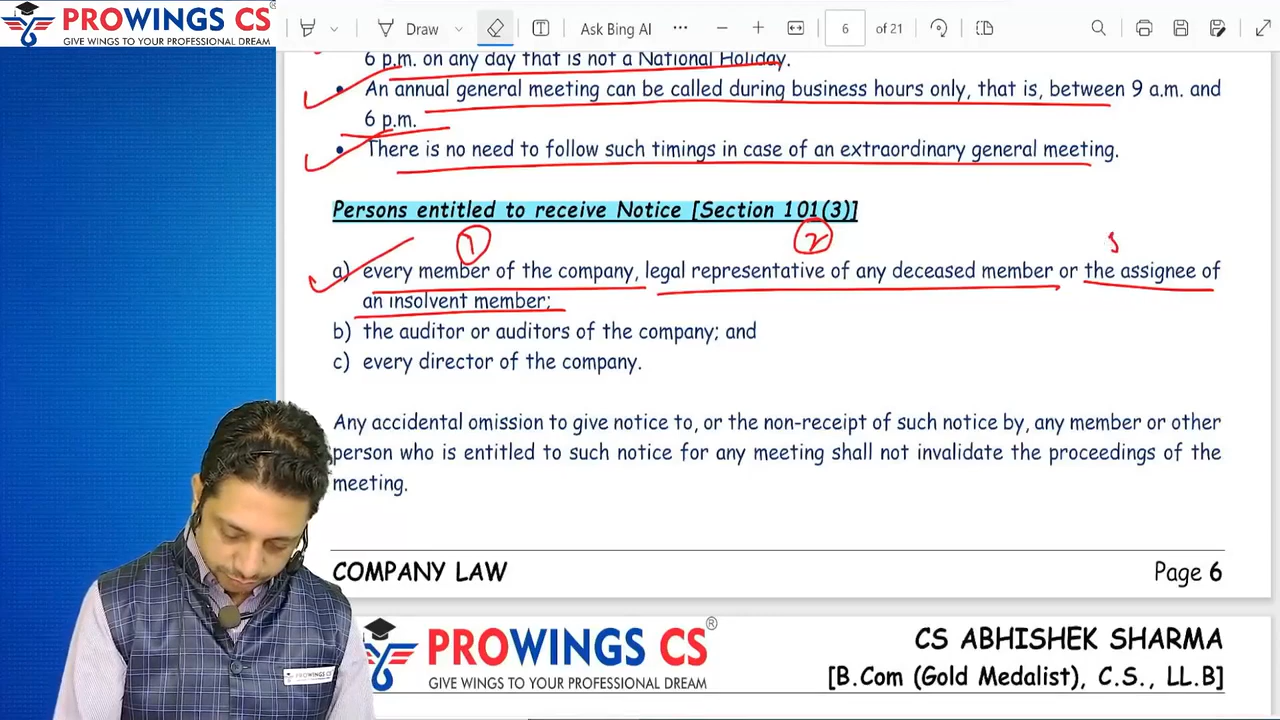 PROWINGS CS®
GIVE WINGS TO YOUR PROFESSIONAL DREAM
Draw
Ask Bing AI
6 of 21
6 p.m. on any day that is not a National Holiday.
• An annual general meeting can be called during business hours only, that is, between 9 a.m. and
6 p.m.
• There is no need to follow such timings in case of an extraordinary general meeting.
Persons entitled to receive Notice [Section 101(3)]
1 2
a) every member of the company, legal representative of any deceased member or the assignee of
an insolvent member;
b) the auditor or auditors of the company; and
c) every director of the company.
Any accidental omission to give notice to, or the non-receipt of such notice by, any member or other
person who is entitled to such notice for any meeting shall not invalidate the proceedings of the
meeting.
COMPANY LAW Page 6
PROWINGS CS®
GIVE WINGS TO YOUR PROFESSIONAL DREAM
CS ABHISHEK SHARMA
[B.Com (Gold Medalist), C.S., LL.B]
PROWINGS CS